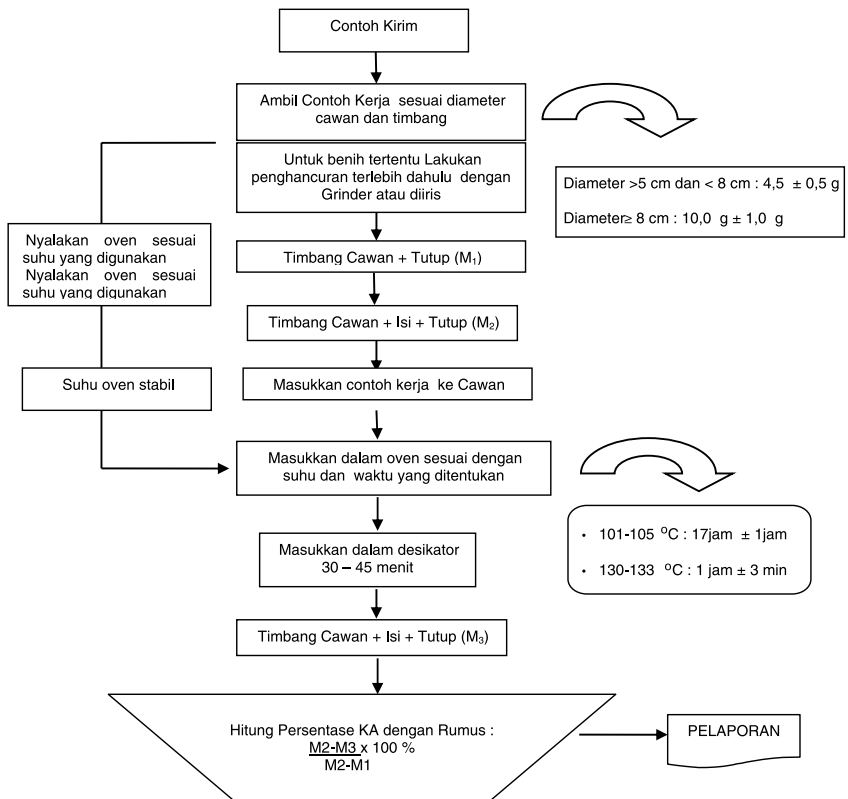 Contoh Kirim
Ambil Contoh Kerja sesuai diameter
cawan dan timbang
Untuk benih tertentu Lakukan
penghancuran terlebih dahulu dengan
Grinder atau diiris
Diameter >5 cm dan < 8 cm : 4,5 ± 0,5 g
Diameter≥ 8 cm : 10,0 g ± 1,0 g
Nyalakan oven sesuai
suhu yang digunakan
Nyalakan oven sesuai
suhu yang digunakan
Timbang Cawan + Tutup (M₁)
Timbang Cawan + Isi + Tutup (M₂)
Suhu oven stabil
Masukkan contoh kerja ke Cawan
Masukkan dalam oven sesuai dengan
suhu dan waktu yang ditentukan
• 101-105 ⁰C : 17jam ± 1jam
• 130-133 ⁰C : 1 jam ± 3 min
Masukkan dalam desikator
30 – 45 menit
Timbang Cawan + Isi + Tutup (M₃)
Hitung Persentase KA dengan Rumus :
M2-M3 x 100 %
M2-M1
PELAPORAN